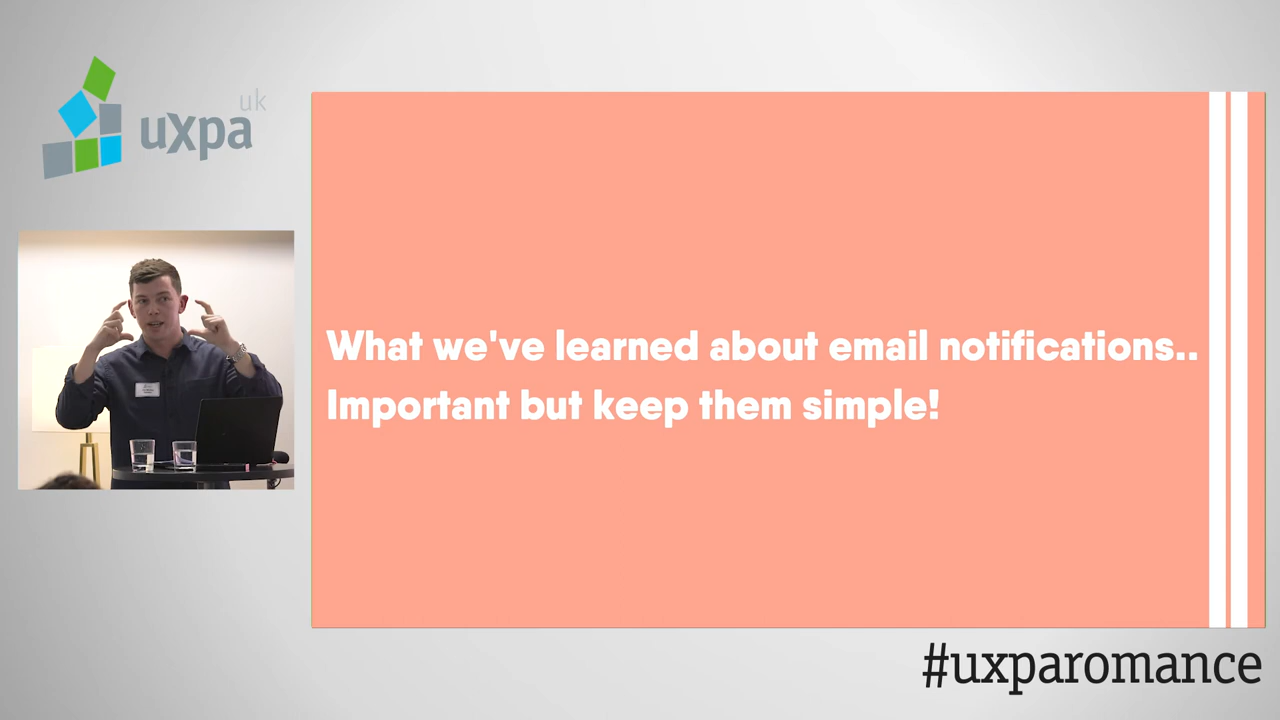 uk
uxpa
What we've learned about email notifications..
Important but keep them simple!
#uxparomance